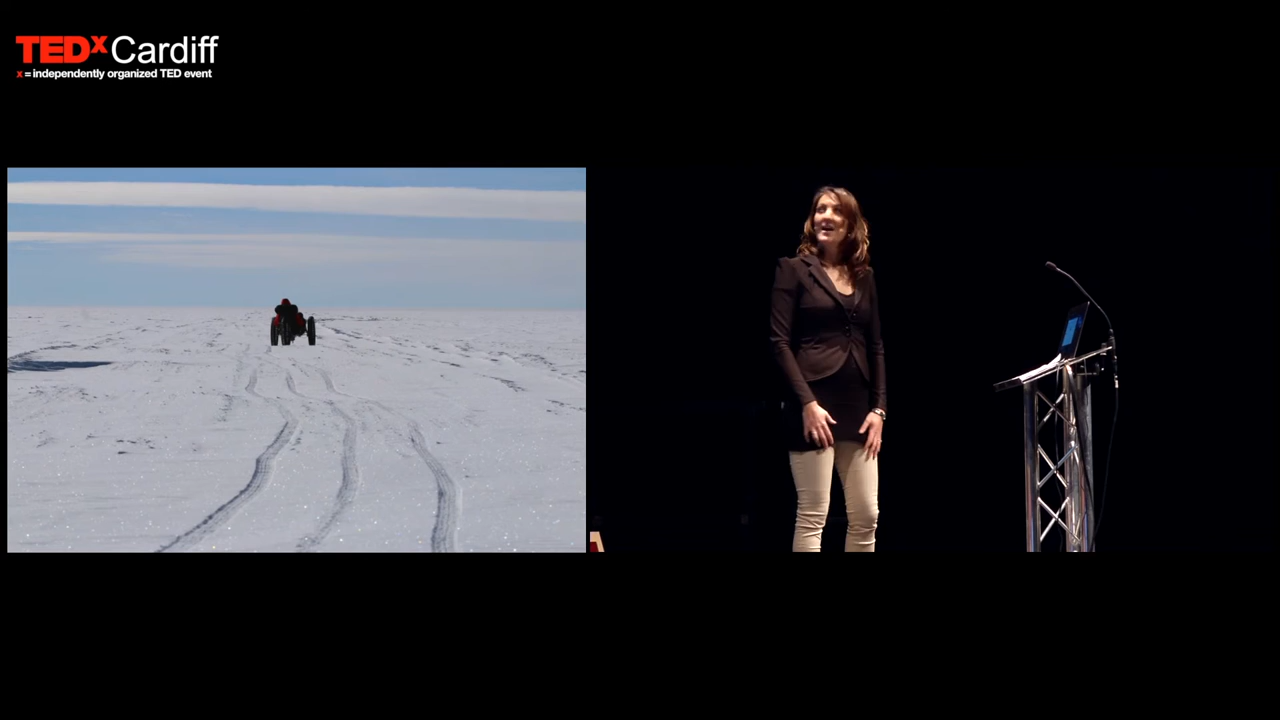 TEDxCardiff
x = independently organized TED event